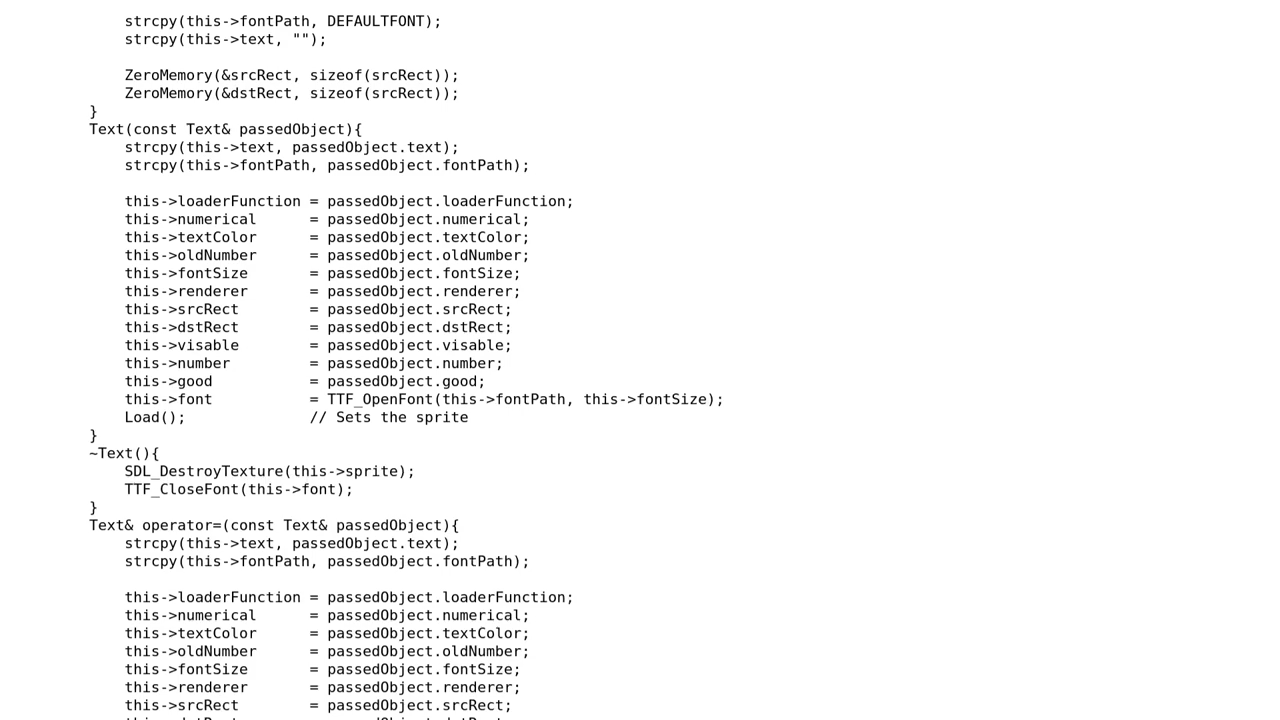 strcpy(this->fontPath, DEFAULTFONT);
strcpy(this->text, "");
ZeroMemory(&srcRect, sizeof(srcRect));
ZeroMemory(&dstRect, sizeof(srcRect));
}
Text(const Text& passedObject){
strcpy(this->text, passedObject.text);
strcpy(this->fontPath, passedObject.fontPath);
this->loaderFunction = passedObject.loaderFunction;
this->numerical      = passedObject.numerical;
this->textColor      = passedObject.textColor;
this->oldNumber      = passedObject.oldNumber;
this->fontSize       = passedObject.fontSize;
this->renderer       = passedObject.renderer;
this->srcRect        = passedObject.srcRect;
this->dstRect        = passedObject.dstRect;
this->visable        = passedObject.visable;
this->number         = passedObject.number;
this->good           = passedObject.good;
this->font           = TTF_OpenFont(this->fontPath, this->fontSize);
Load();              // Sets the sprite
}
~Text(){
SDL_DestroyTexture(this->sprite);
TTF_CloseFont(this->font);
}
Text& operator=(const Text& passedObject){
strcpy(this->text, passedObject.text);
strcpy(this->fontPath, passedObject.fontPath);
this->loaderFunction = passedObject.loaderFunction;
this->numerical      = passedObject.numerical;
this->textColor      = passedObject.textColor;
this->oldNumber      = passedObject.oldNumber;
this->fontSize       = passedObject.fontSize;
this->renderer       = passedObject.renderer;
this->srcRect        = passedObject.srcRect;